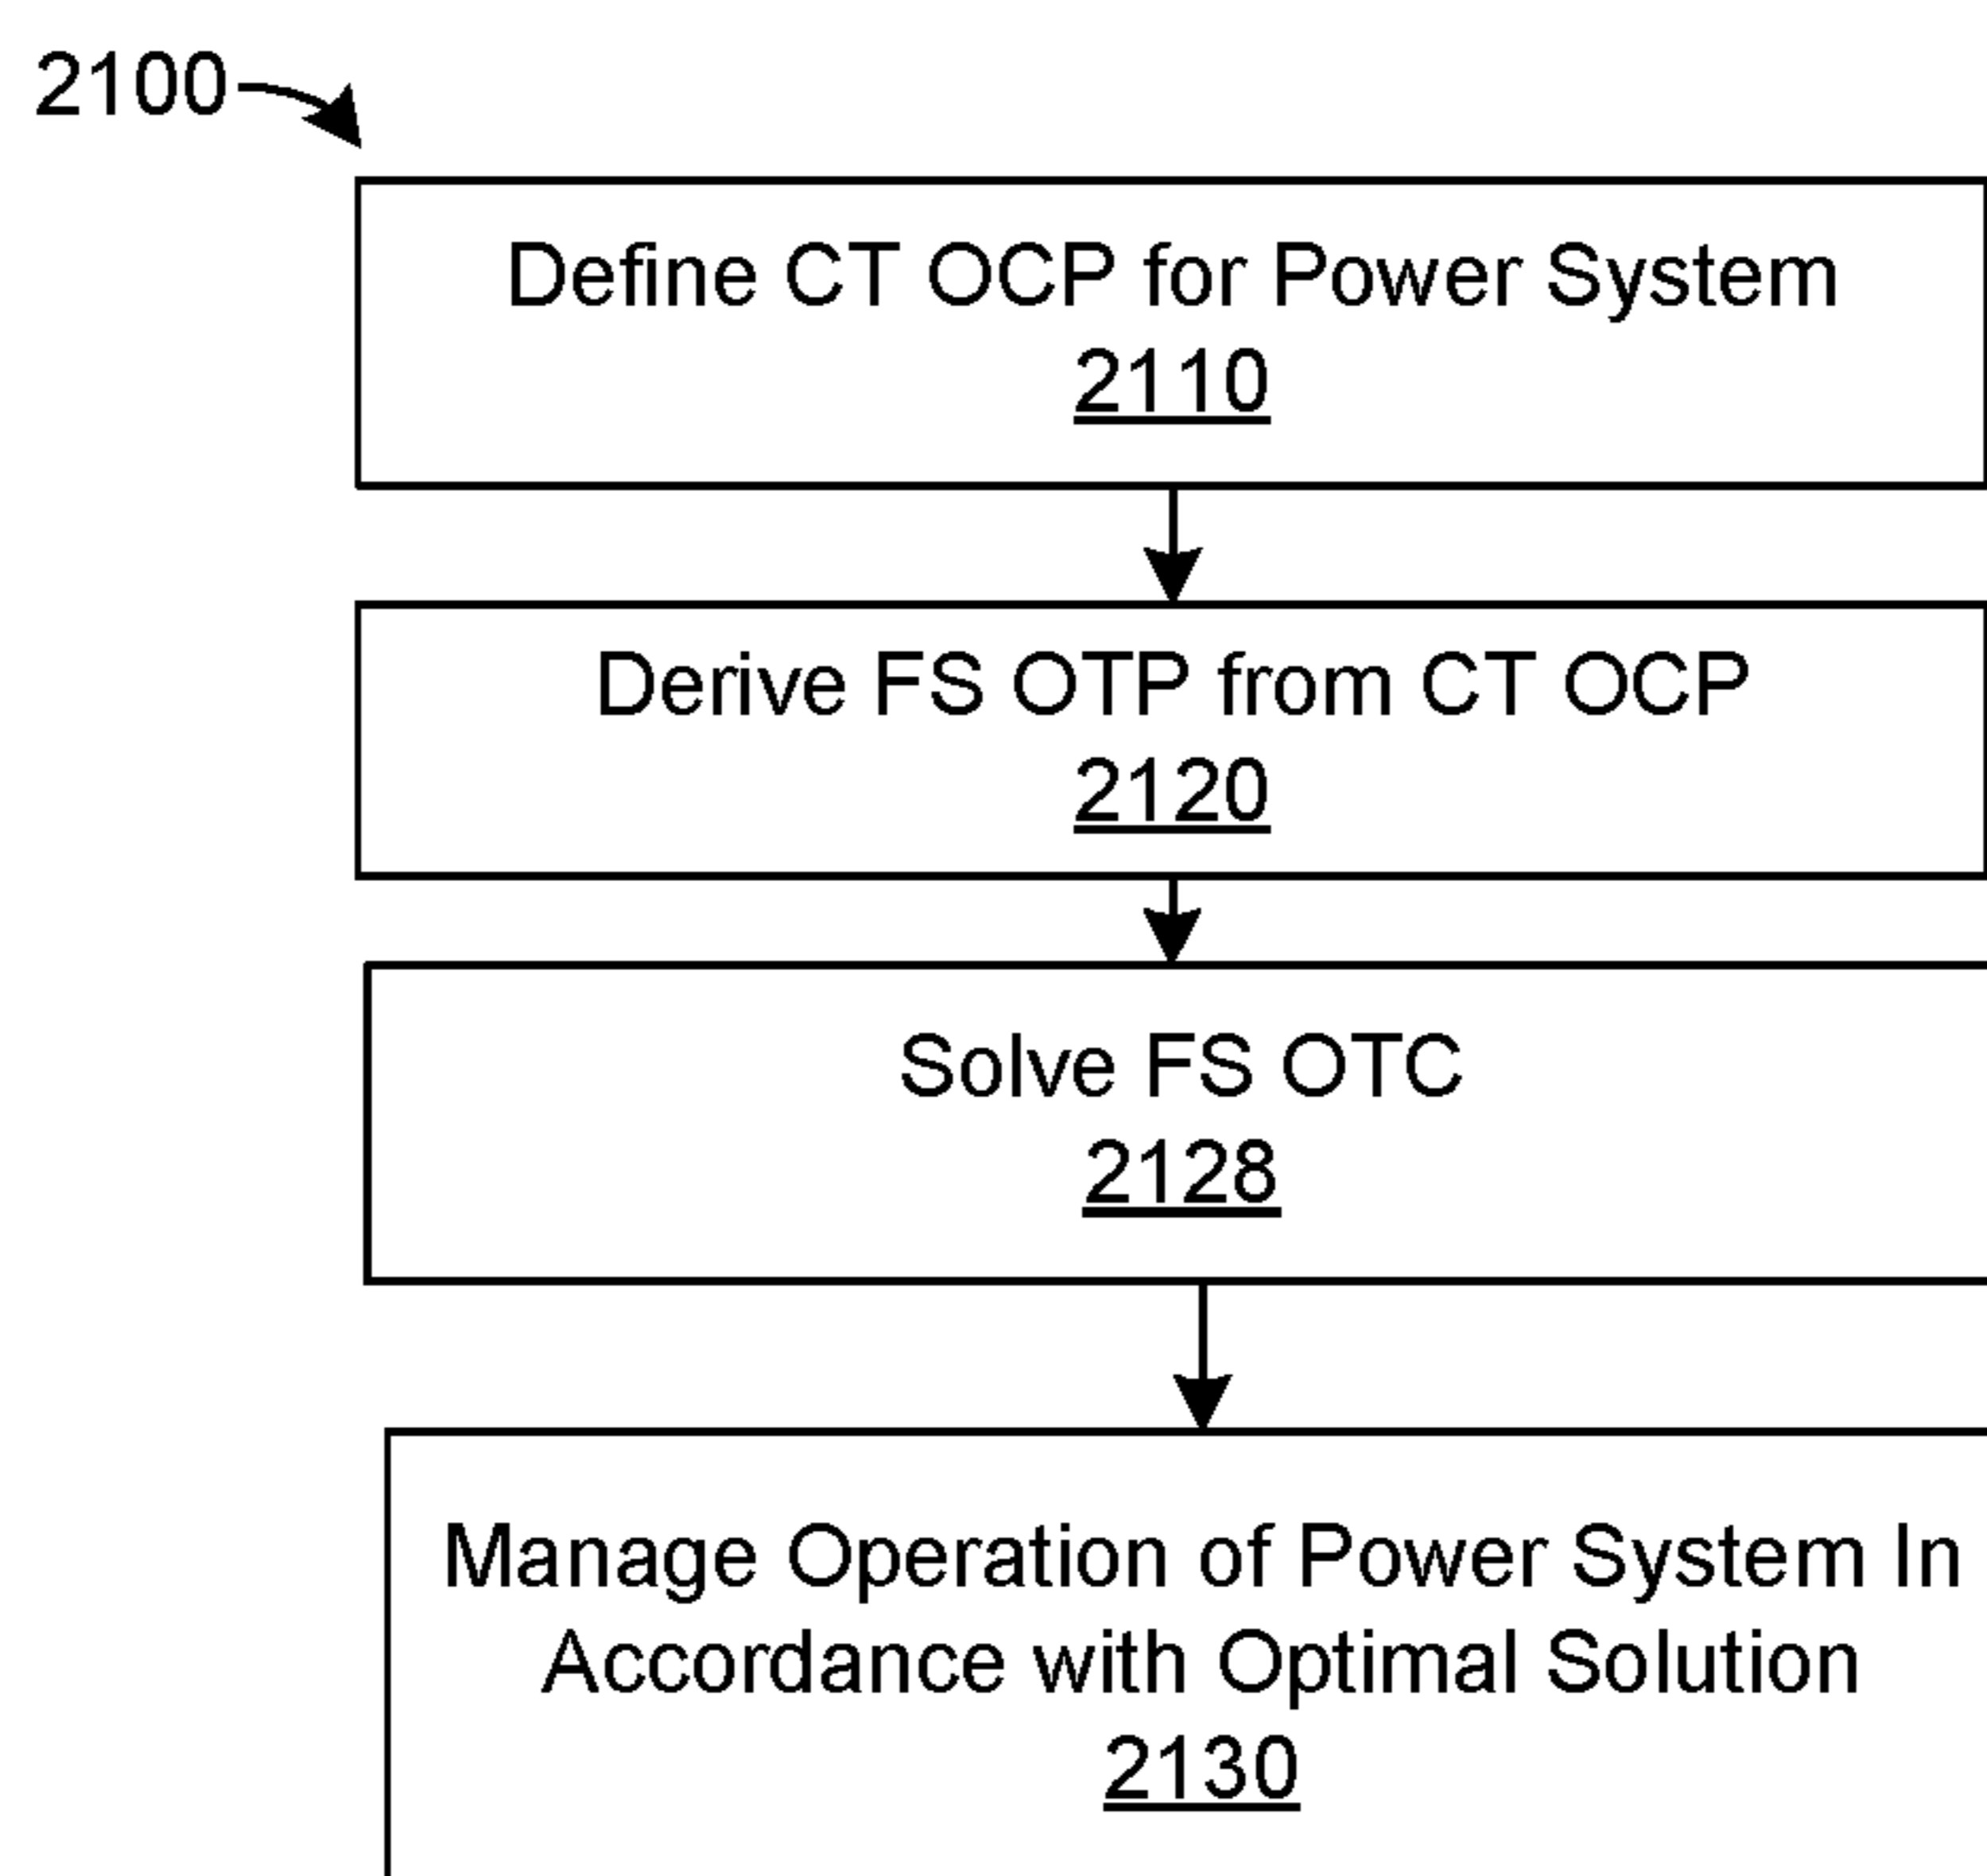 2100
Define CT OCP for Power System
2110
Derive FS OTP from CT OCP
2120
Solve FS OTC
2128
Manage Operation of Power System In
Accordance with Optimal Solution
2130